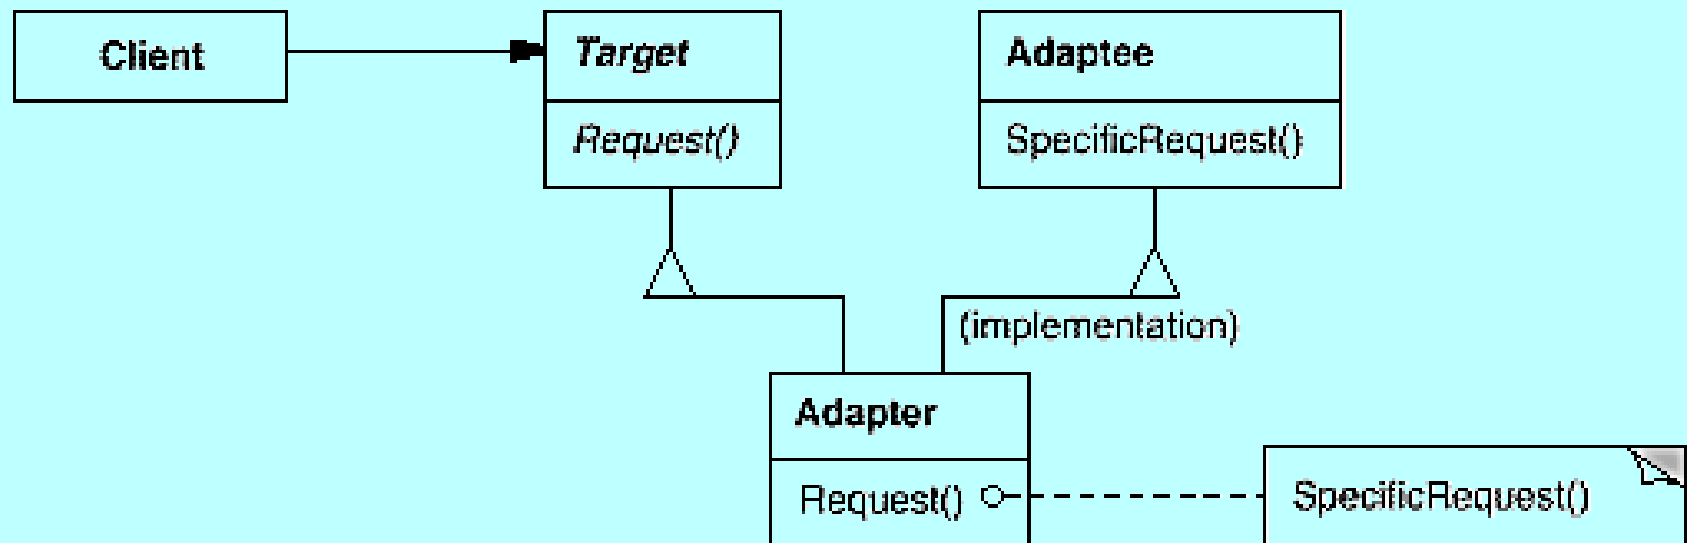 Client
Target
Request()
Adaptee
SpecificRequest()
(implementation)
Adapter
Request()
SpecificRequest()